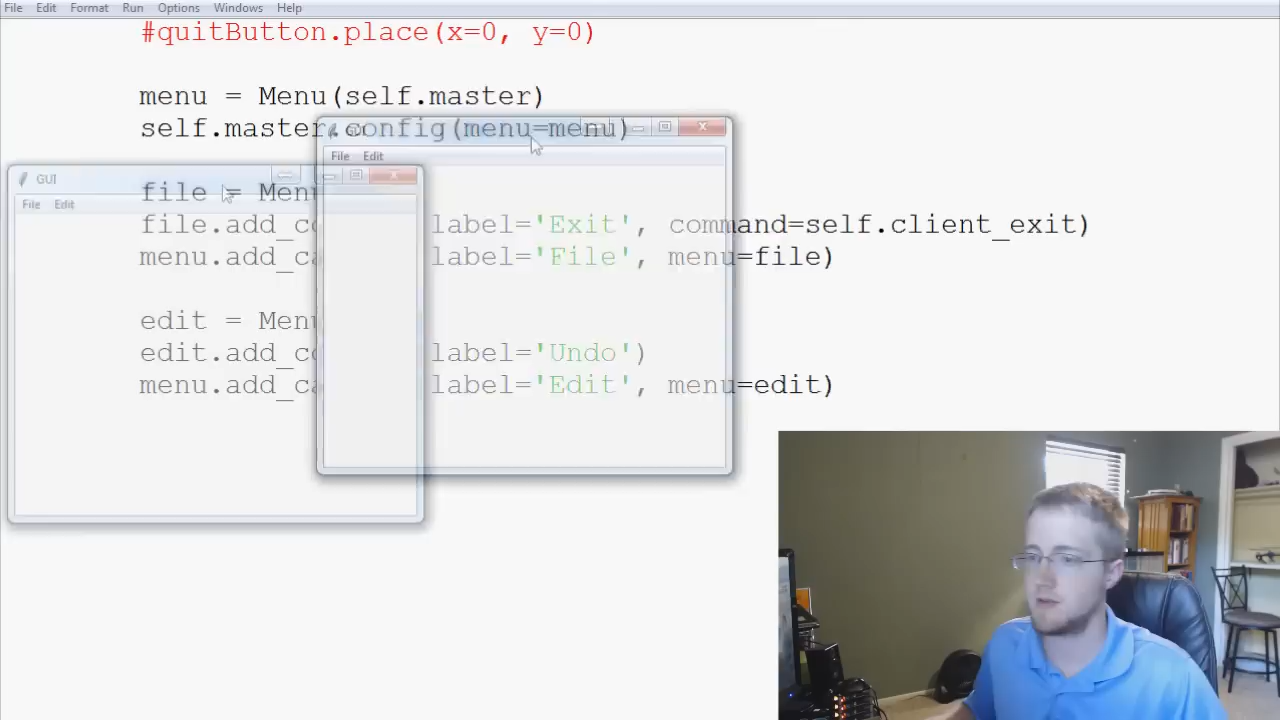 File Edit Format Run Options Windows Help
#quitButton.place(x=0, y=0)
menu = Menu(self.master)
self.master.config(menu=menu)
GUI
File Edit
GUI
File Edit
file = Menu
file.add_co label='Exit', command=self.client_exit)
menu.add_ca label='File', menu=file)
edit = Menu
edit.add_co label='Undo')
menu.add_ca label='Edit', menu=edit)